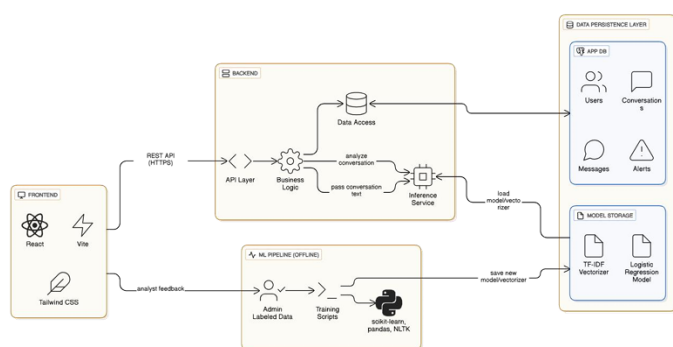 DATA PERSISTENCE LAYER
APP DB
Users
Conversation
s
Messages
Alerts
BACKEND
Data Access
REST API
(HTTPS)
API Layer
Business
Logic
analyze
conversation
pass conversation
text
Inference
Service
load
model/vecto
rizer
FRONTEND
React
Vite
Tailwind CSS
MODEL STORAGE
TF-IDF
Vectorizer
Logistic
Regression
Model
ML PIPELINE (OFFLINE)
analyst feedback
Admin
Labeled Data
Training
Scripts
scikit-learn,
pandas, NLTK
save new
model/vectorizer